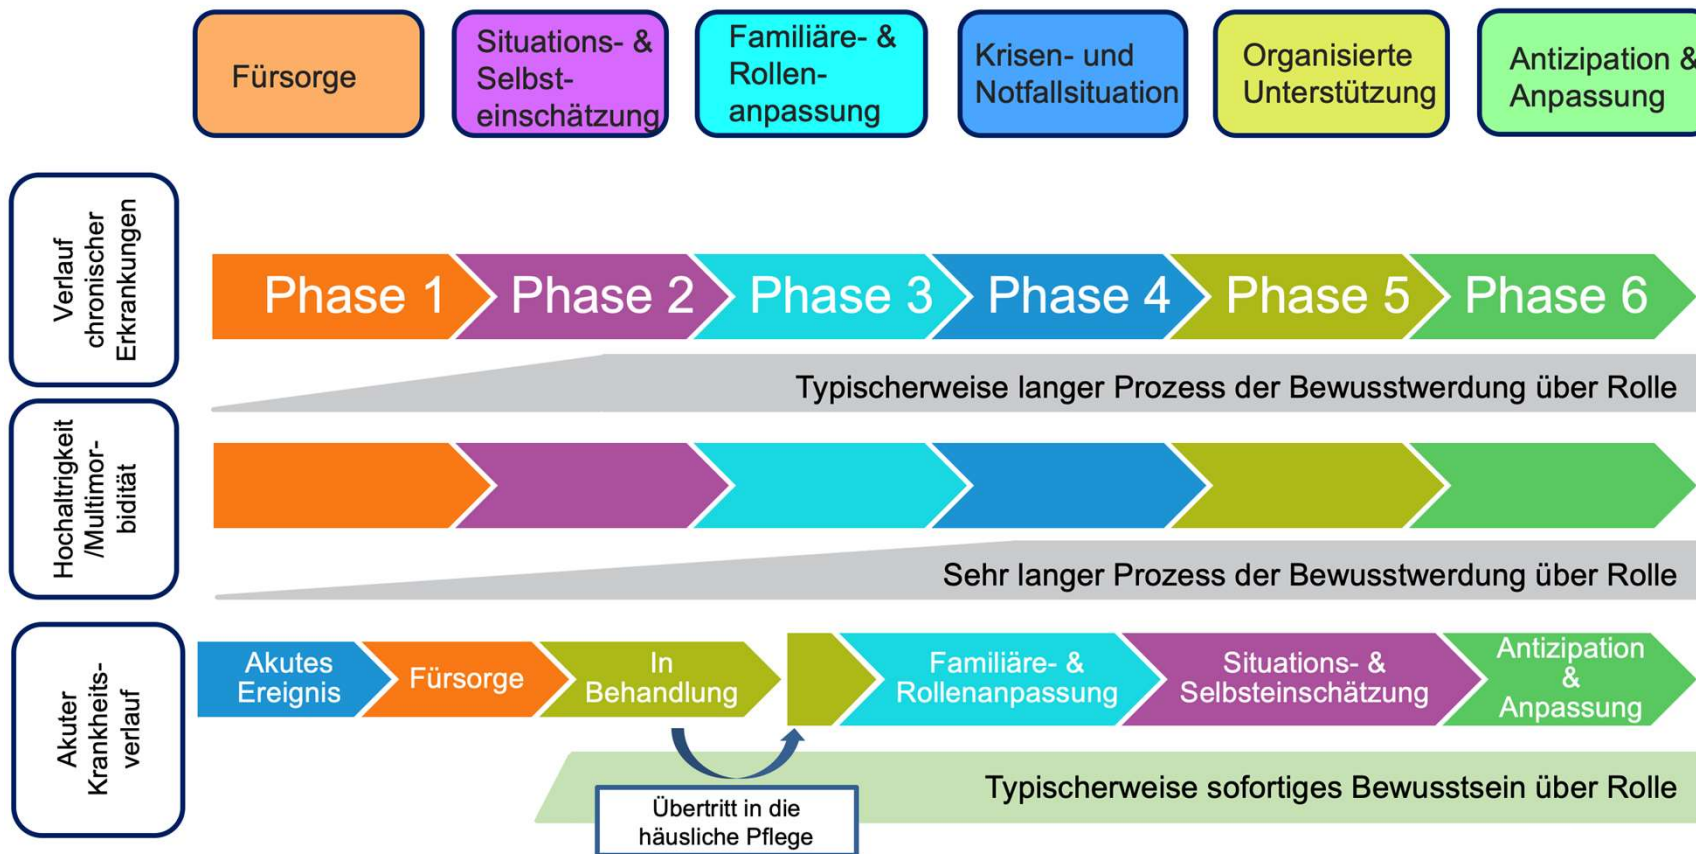 Fürsorge
Situations- &
Selbst-
einschätzung
Familiäre- &
Rollen-
anpassung
Krisen- und
Notfallsituation
Organisierte
Unterstützung
Antizipation &
Anpassung
Verlauf
chronischer
Erkrankungen
Phase 1
Phase 2
Phase 3
Phase 4
Phase 5
Phase 6
Typischerweise langer Prozess der Bewusstwerdung über Rolle
Hochaltrigkeit
/Multimor-
bidität
Sehr langer Prozess der Bewusstwerdung über Rolle
Akuter
Krankheits-
verlauf
Akutes
Ereignis
Fürsorge
In
Behandlung
Familiäre- &
Rollenanpassung
Situations- &
Selbsteinschätzung
Antizipation
&
Anpassung
Typischerweise sofortiges Bewusstsein über Rolle
Übertritt in die
häusliche Pflege